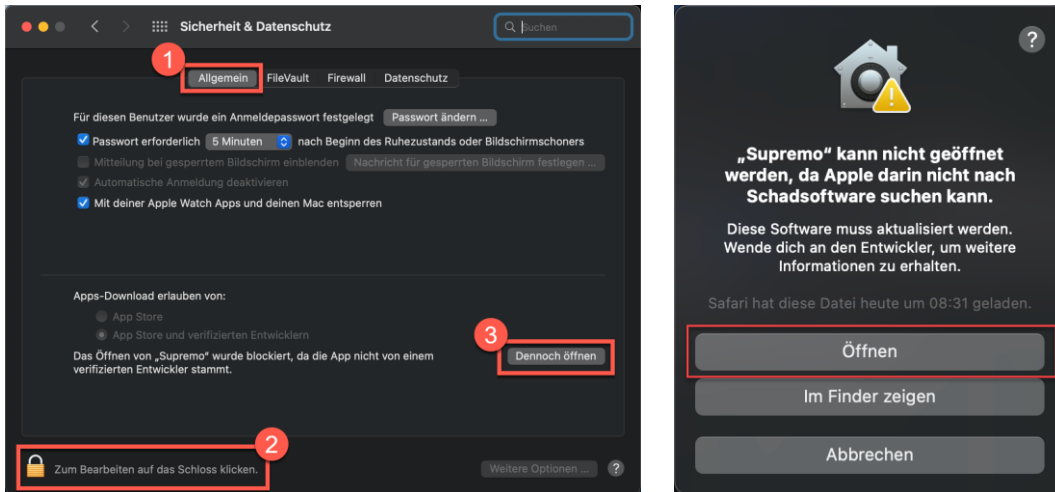 Sicherheit & Datenschutz
Suchen
1
Allgemein FileVault Firewall Datenschutz
Für diesen Benutzer wurde ein Anmeldepasswort festgelegt Passwort ändern ...
Passwort erforderlich 5 Minuten nach Beginn des Ruhezustands oder Bildschirmschoners
Mitteilung bei gesperrtem Bildschirm einblenden Nachricht für gesperrten Bildschirm festlegen ...
Automatische Anmeldung deaktivieren
Mit deiner Apple Watch Apps und deinen Mac entsperren
Apps-Download erlauben von:
App Store
App Store und verifizierten Entwicklern
3
Das Öffnen von „Supremo“ wurde blockiert, da die App nicht von einem
verifizierten Entwickler stammt.
Dennoch öffnen
2
Zum Bearbeiten auf das Schloss klicken.
Weitere Optionen ... ?
?
„Supremo“ kann nicht geöffnet
werden, da Apple darin nicht nach
Schadsoftware suchen kann.
Diese Software muss aktualisiert werden.
Wende dich an den Entwickler, um weitere
Informationen zu erhalten.
Safari hat diese Datei heute um 08:31 geladen.
Öffnen
Im Finder zeigen
Abbrechen